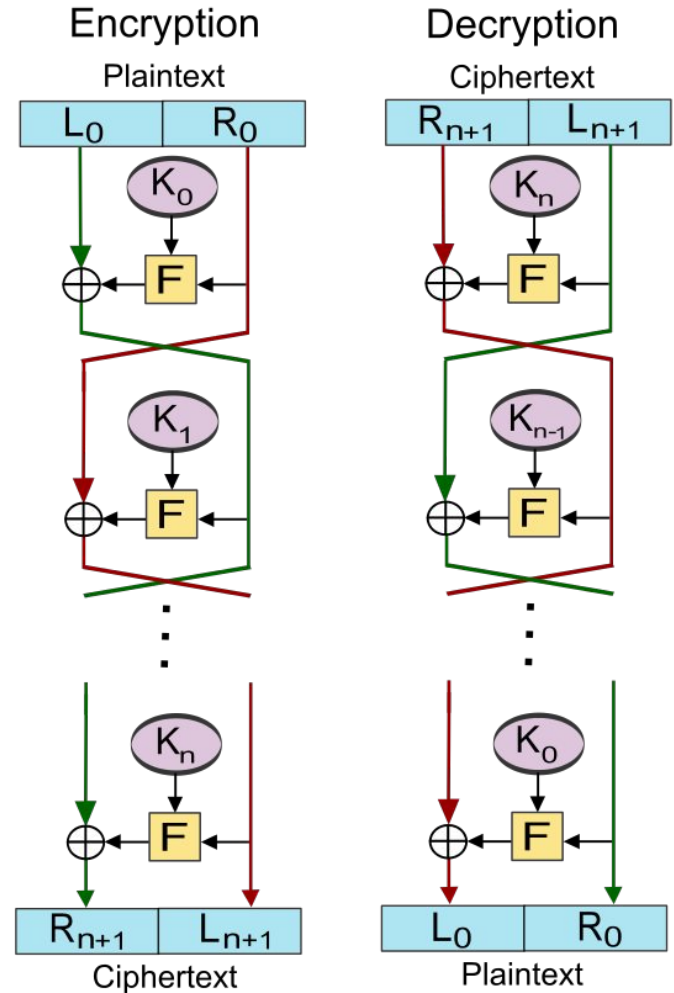 Encryption
Plaintext
L₀ R₀
K₀
F
K₁
F
Kₙ
F
Rₙ₊₁ Lₙ₊₁
Ciphertext
Decryption
Ciphertext
Rₙ₊₁ Lₙ₊₁
Kₙ
F
Kₙ₋₁
F
K₀
F
L₀ R₀
Plaintext